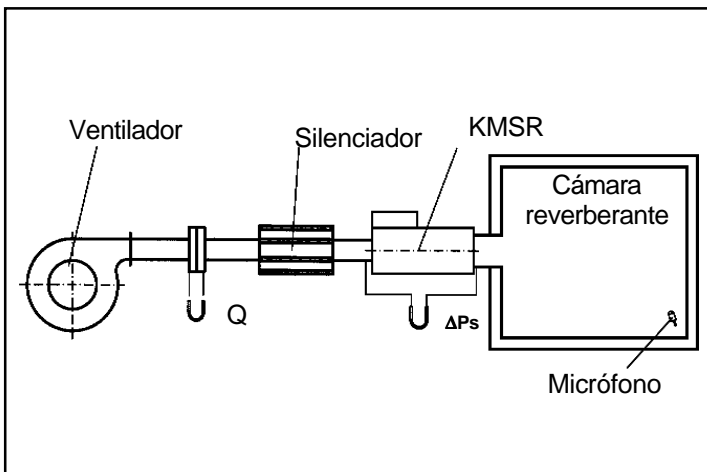 Ventilador
Silenciador
KMSR
Cámara
reverberante
Q
ΔPs
Micrófono